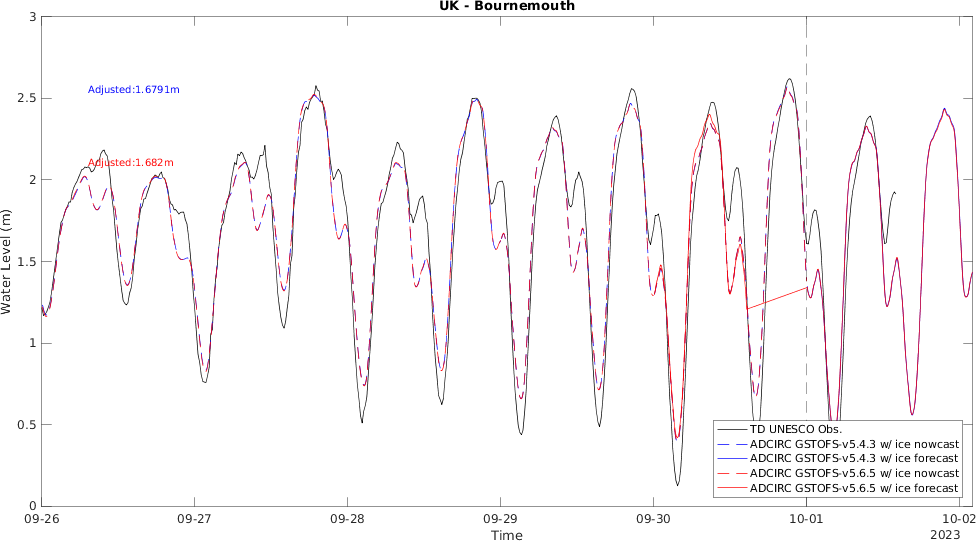 UK - Bournemouth
3
2.5
2
1.5
1
0.5
0
Water Level (m)
Adjusted:1.6791m
Adjusted:1.682m
TD UNESCO Obs.
ADCIRC GSTOFS-v5.4.3 w/ ice nowcast
ADCIRC GSTOFS-v5.4.3 w/ ice forecast
ADCIRC GSTOFS-v5.6.5 w/ ice nowcast
ADCIRC GSTOFS-v5.6.5 w/ ice forecast
09-26 09-27 09-28 09-29 09-30 10-01 10-02
Time
2023